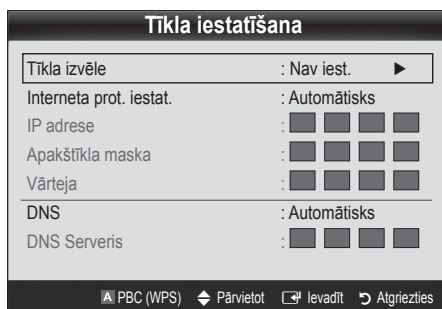 Tīkla iestatīšana
Tīkla izvēle : Nav iest. ►
Interneta prot. iestat. : Automātisks
IP adrese :
Apakštīkla maska :
Vārteja :
DNS : Automātisks
DNS Serveris :
A PBC (WPS) Pārvietot Ievadīt Atgriezties